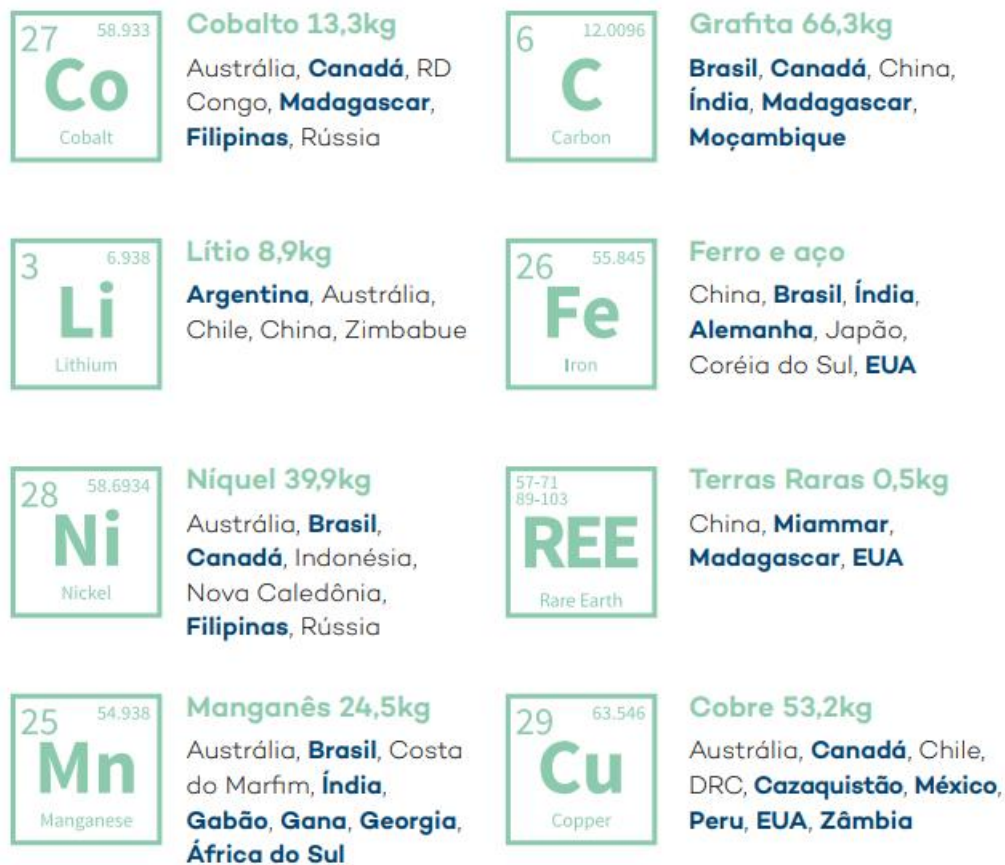 27 58.933
Co
Cobalt
Cobalto 13,3kg
Austrália, Canadá, RD
Congo, Madagascar,
Filipinas, Rússia
6 12.0096
C
Carbon
Grafita 66,3kg
Brasil, Canadá, China,
Índia, Madagascar,
Moçambique
3 6.938
Li
Lithium
Lítio 8,9kg
Argentina, Austrália,
Chile, China, Zimbabue
26 55.845
Fe
Iron
Ferro e aço
China, Brasil, Índia,
Alemanha, Japão,
Coréia do Sul, EUA
28 58.6934
Ni
Nickel
Níquel 39,9kg
Austrália, Brasil,
Canadá, Indonésia,
Nova Caledônia,
Filipinas, Rússia
57-71
89-103
REE
Rare Earth
Terras Raras 0,5kg
China, Miammar,
Madagascar, EUA
25 54.938
Mn
Manganese
Manganês 24,5kg
Austrália, Brasil, Costa
do Marfim, Índia,
Gabão, Gana, Georgia,
África do Sul
29 63.546
Cu
Copper
Cobre 53,2kg
Austrália, Canadá, Chile,
DRC, Cazaquistão, México,
Peru, EUA, Zâmbia